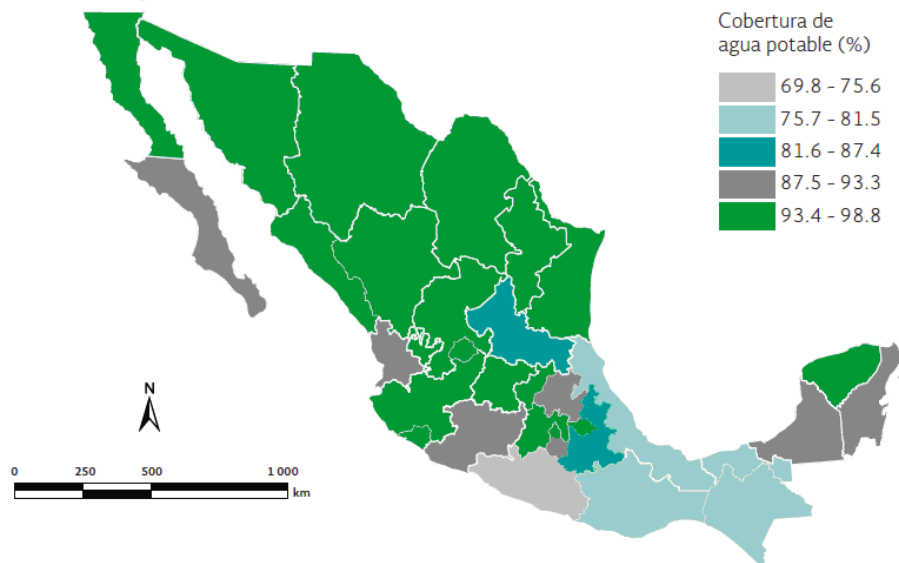 Cobertura de
agua potable (%)
69.8 - 75.6
75.7 - 81.5
81.6 - 87.4
87.5 - 93.3
93.4 - 98.8
N
0 250 500 1 000
km